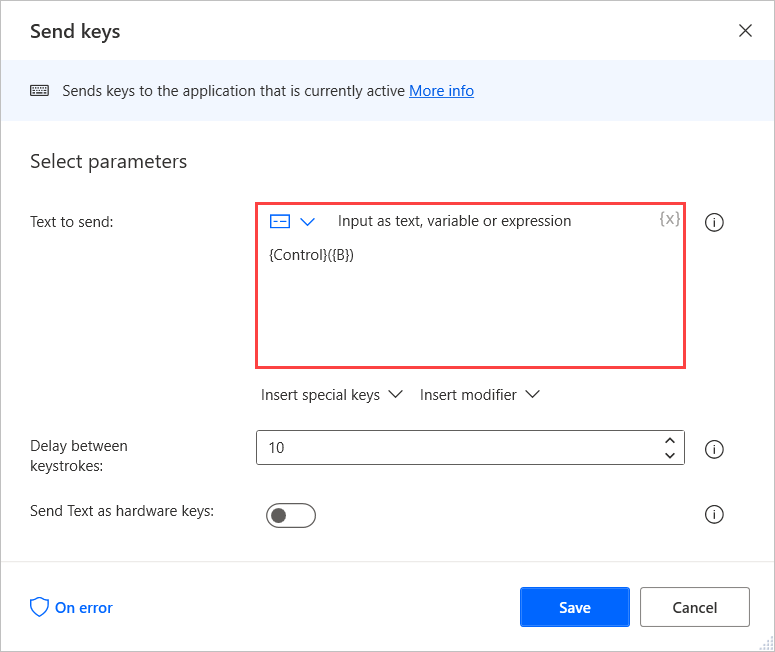 Send keys
Sends keys to the application that is currently active More info
Select parameters
Text to send:
Input as text, variable or expression
{x}
{Control}({B})
Insert special keys
Insert modifier
Delay between
keystrokes:
10
Send Text as hardware keys:
On error
Save
Cancel